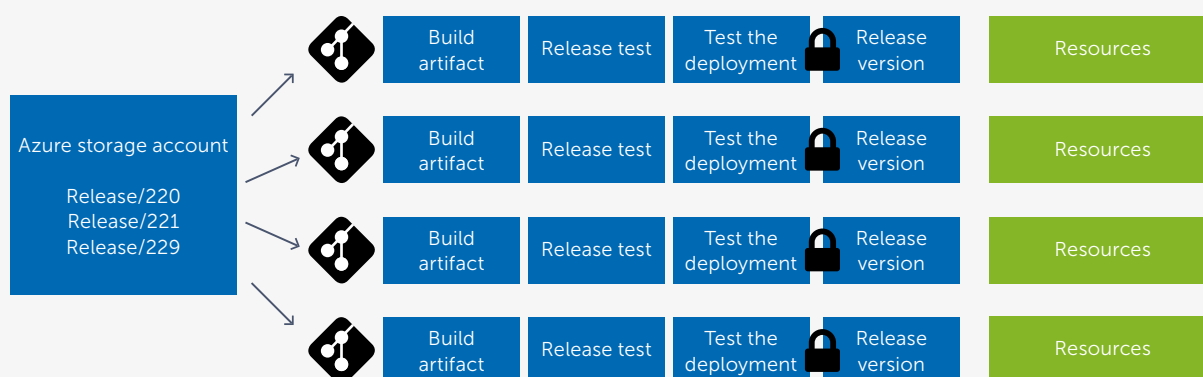 Build
artifact
Release test
Test the
deployment
Release
version
Resources
Azure storage account
Release/220
Release/221
Release/229
Build
artifact
Release test
Test the
deployment
Release
version
Resources
Build
artifact
Release test
Test the
deployment
Release
version
Resources
Build
artifact
Release test
Test the
deployment
Release
version
Resources